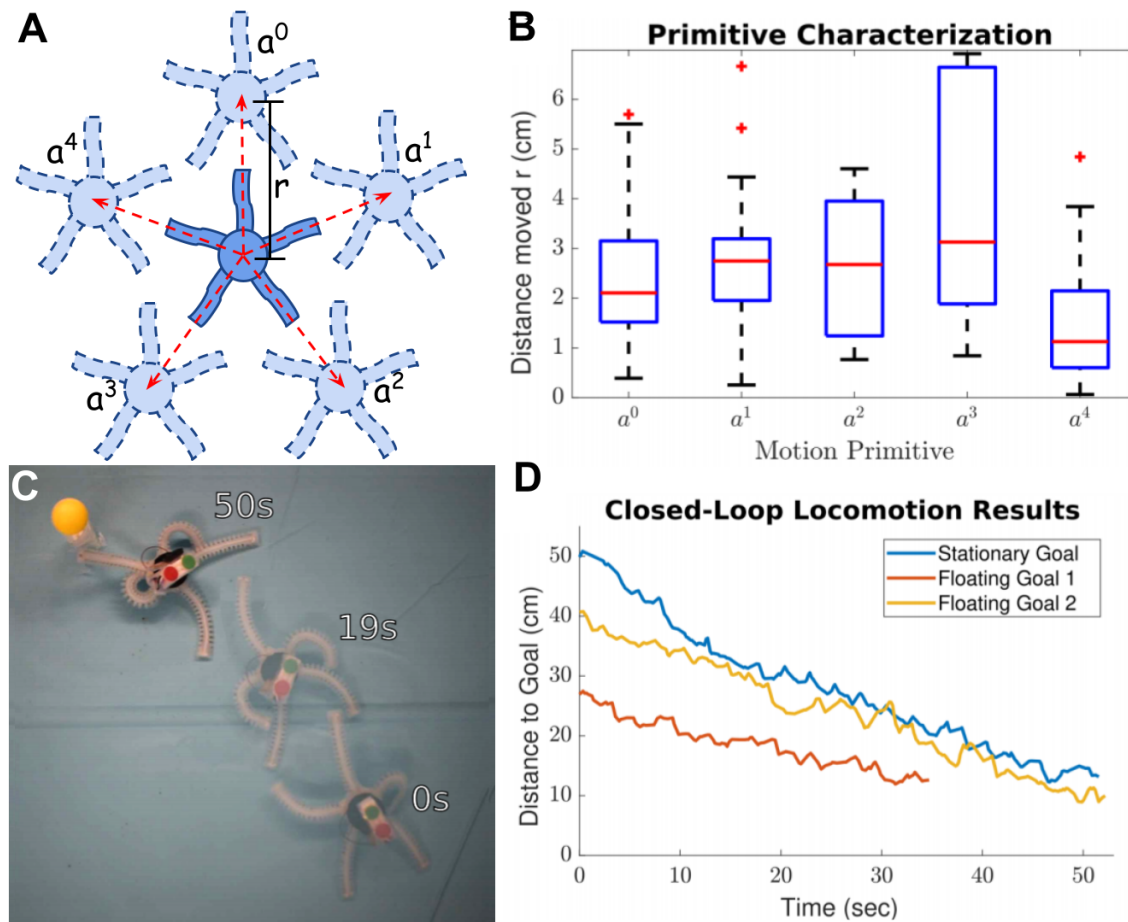 A
a⁰
a⁴
a¹
r
a³
a²
B
Primitive Characterization
Distance moved r (cm)
6
5
4
3
2
1
0
a⁰ a¹ a² a³ a⁴
Motion Primitive
C
50s
19s
0s
D
Closed-Loop Locomotion Results
Distance to Goal (cm)
50
40
30
20
10
0
Stationary Goal
Floating Goal 1
Floating Goal 2
0 10 20 30 40 50
Time (sec)